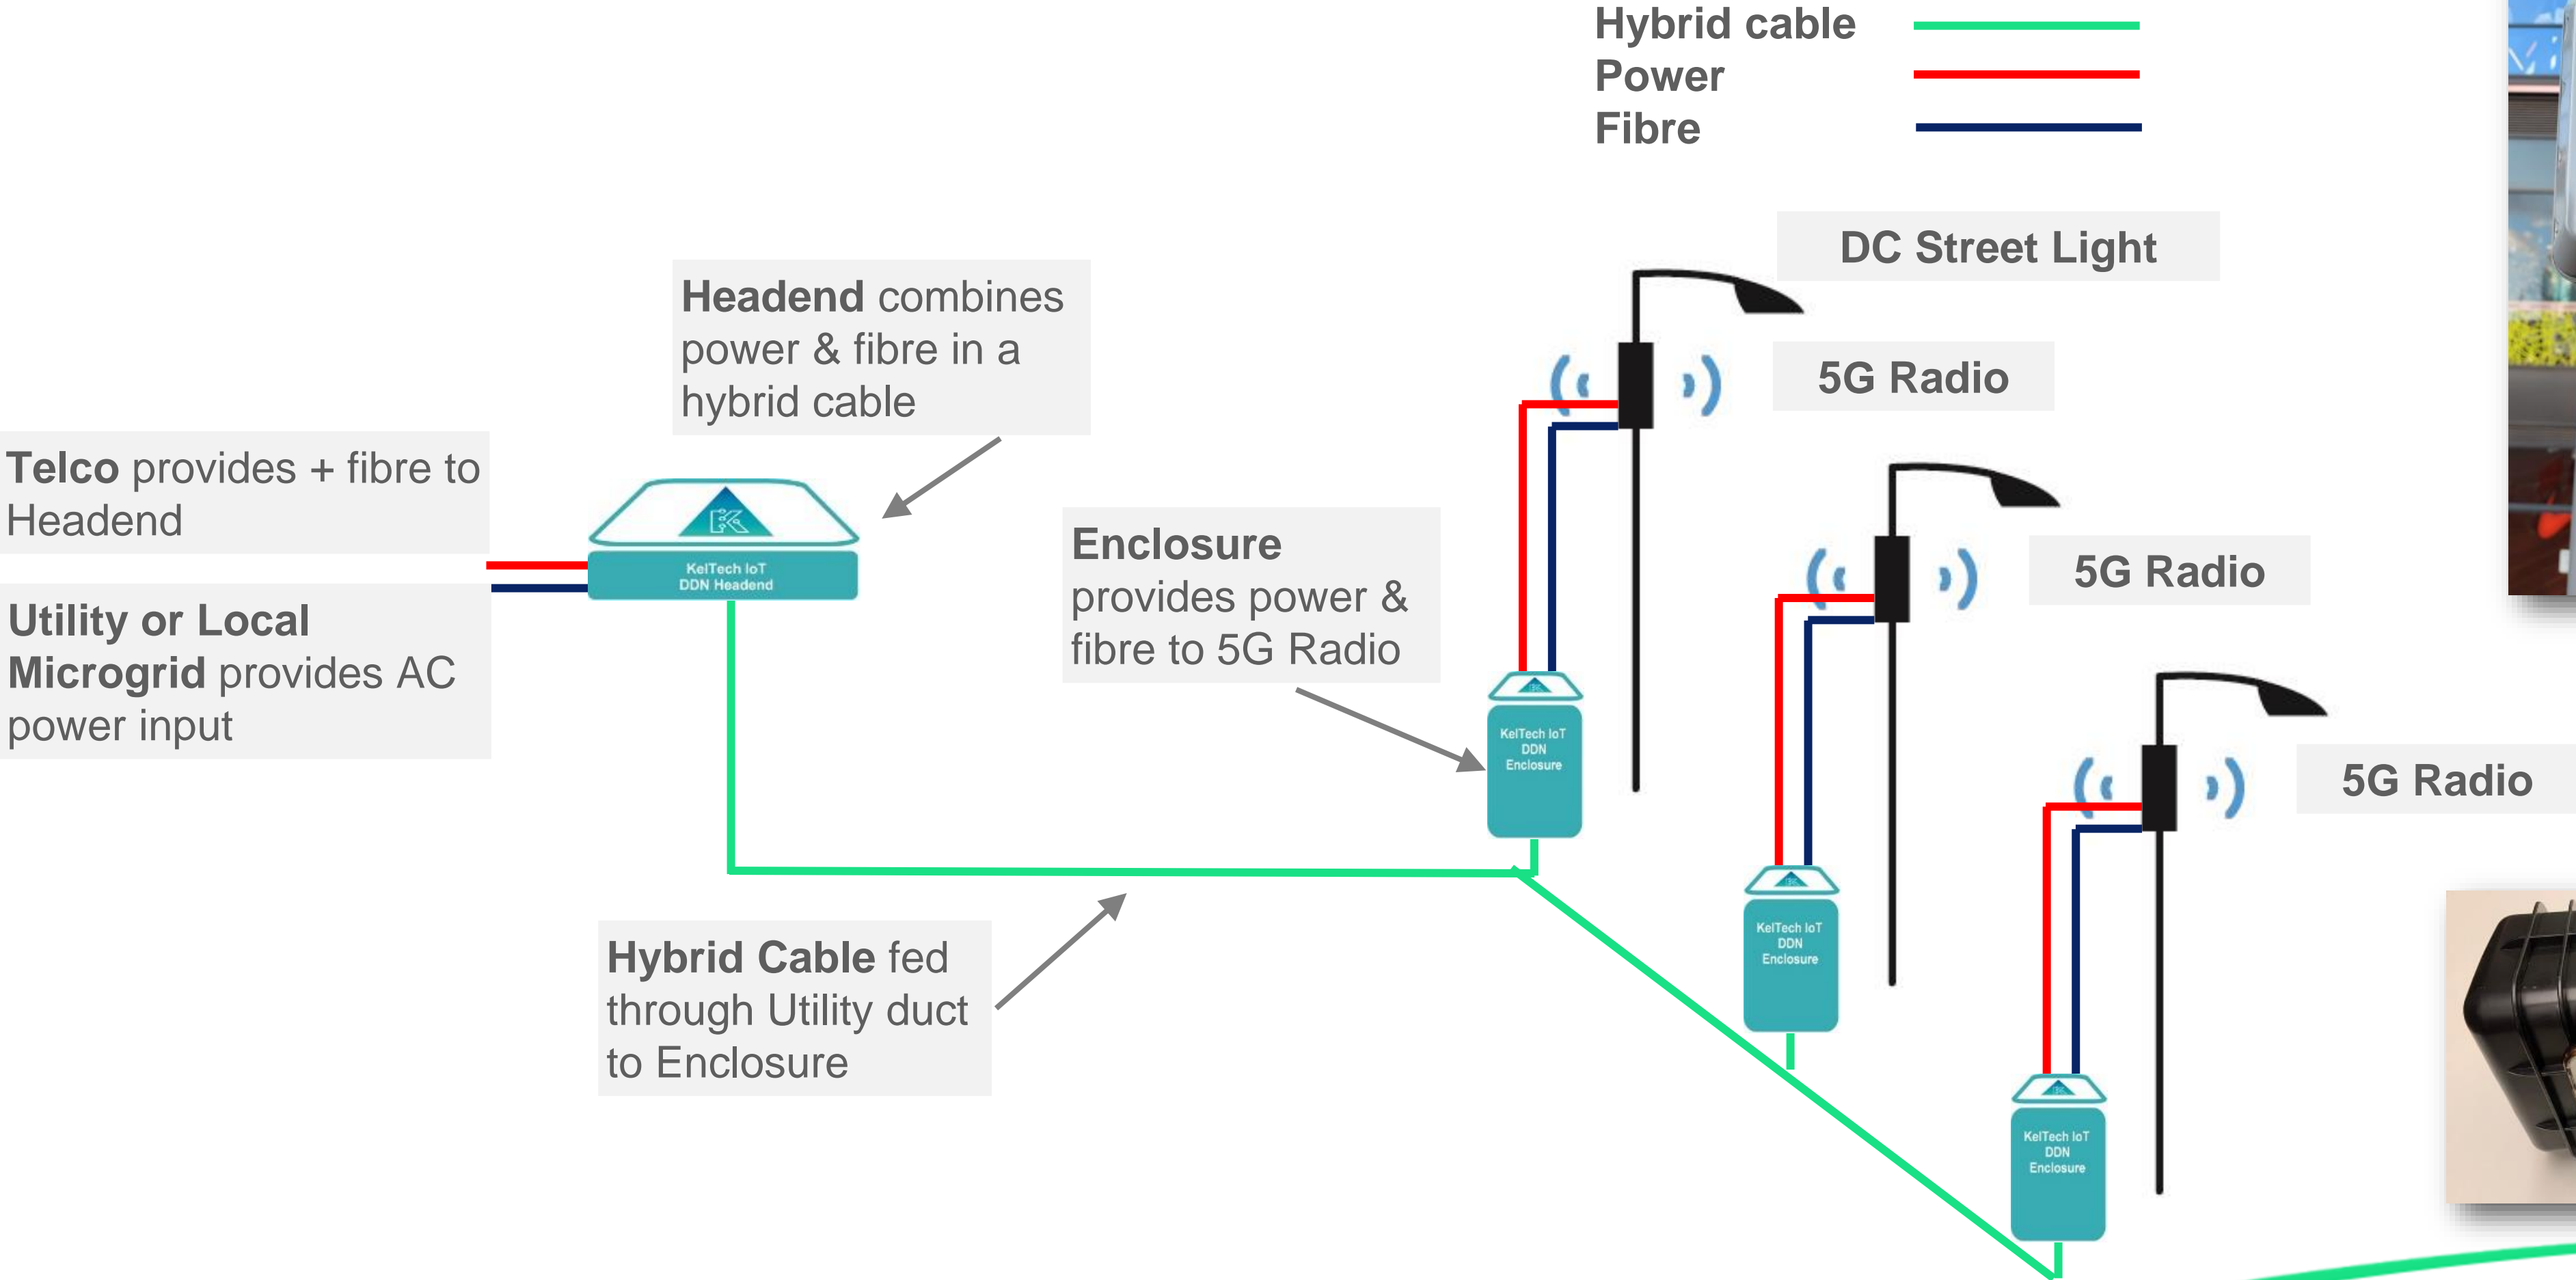 Hybrid cable
Power
Fibre
DC Street Light
Headend combines
power & fibre in a
hybrid cable
5G Radio
Telco provides + fibre to
Headend
KelTech IoT
DDN Headend
Utility or Local
Microgrid provides AC
power input
Enclosure
provides power &
fibre to 5G Radio
5G Radio
KelTech IoT
DDN
Enclosure
5G Radio
Hybrid Cable fed
through Utility duct
to Enclosure
KelTech IoT
DDN
Enclosure
KelTech IoT
DDN
Enclosure